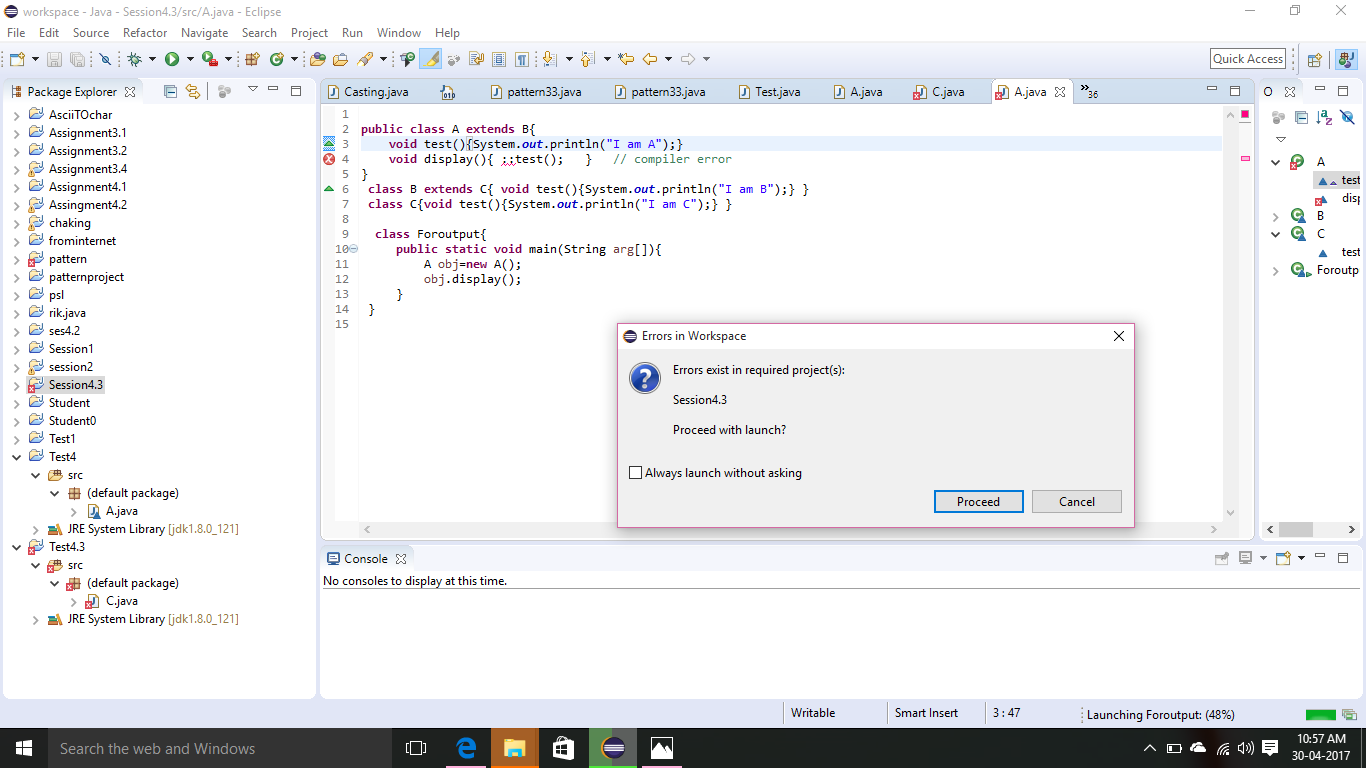 workspace - Java - Session4.3/src/A.java - Eclipse
File Edit Source Refactor Navigate Search Project Run Window Help
Quick Access
Package Explorer
Casting.java
pattern33.java
pattern33.java
Test.java
A.java
C.java
A.java
36
O
AsciiTOchar
Assignment3.1
Assignment3.2
Assignment3.4
Assignment4.1
Assingment4.2
chaking
frominternet
pattern
patternproject
psl
rik.java
ses4.2
Session1
session2
Session4.3
Student
Student0
Test1
Test4
src
(default package)
A.java
JRE System Library [jdk1.8.0_121]
Test4.3
src
(default package)
C.java
JRE System Library [jdk1.8.0_121]
1
2 public class A extends B{
3 void test(){System.out.println("I am A");}
4 void display(){ ;;test(); } // compiler error
5 }
6 class B extends C{ void test(){System.out.println("I am B");} }
7 class C{void test(){System.out.println("I am C");} }
8
9 class Foroutput{
10 public static void main(String arg[]){
11 A obj=new A();
12 obj.display();
13 }
14 }
15
A
test
disp
B
C
test
Foroutp
Errors in Workspace
Errors exist in required project(s):
Session4.3
Proceed with launch?
Always launch without asking
Proceed Cancel
Console
No consoles to display at this time.
Writable Smart Insert 3 : 47 Launching Foroutput: (48%)
Search the web and Windows
10:57 AM
30-04-2017